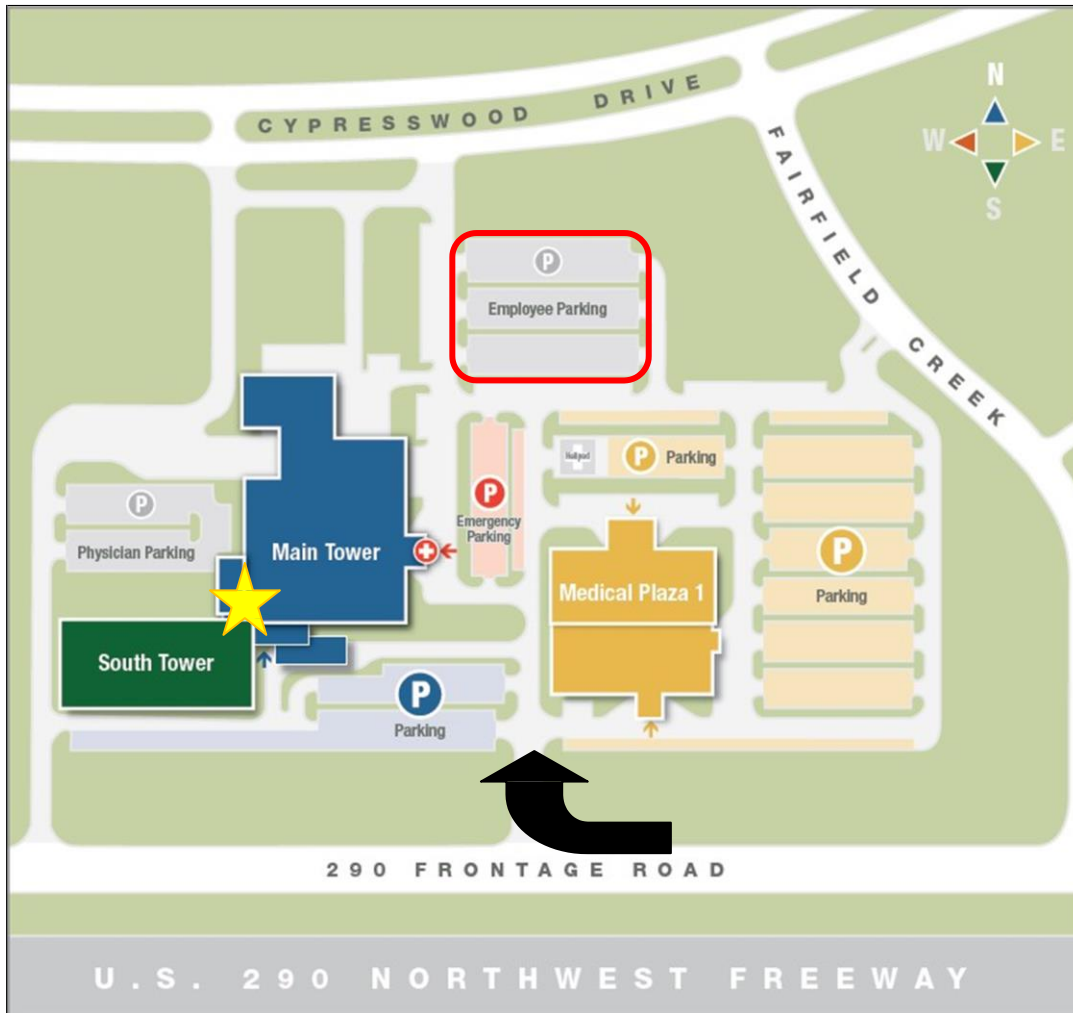 CYPRESSWOOD DRIVE
FAIRFIELD CREEK
N
W E
S
P
Employee Parking
P
Physician Parking
Main Tower
P
Emergency
Parking
P Parking
Medical Plaza 1
P
Parking
South Tower
P
Parking
290 FRONTAGE ROAD
U.S. 290 NORTHWEST FREEWAY